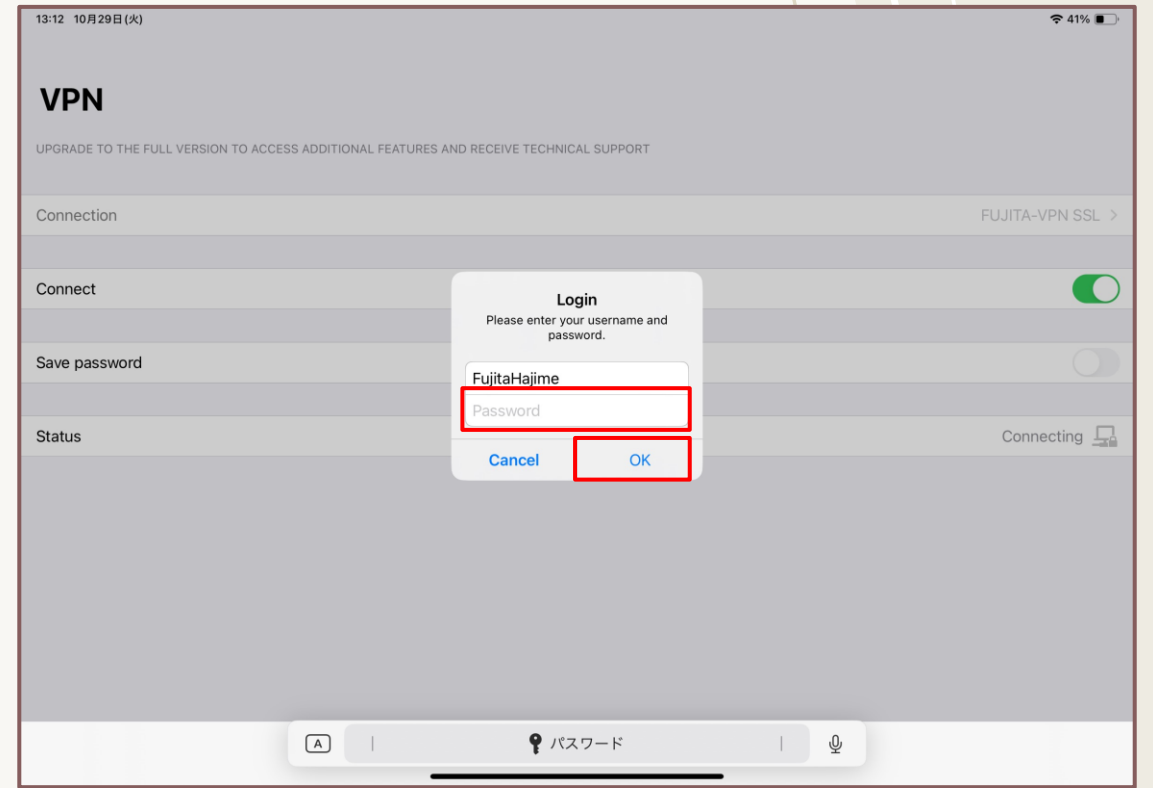 13:12 10月29日(火)
41%
VPN
UPGRADE TO THE FULL VERSION TO ACCESS ADDITIONAL FEATURES AND RECEIVE TECHNICAL SUPPORT
Connection
FUJITA-VPN SSL >
Connect
Login
Please enter your username and
password.
Save password
FujitaHajime
Password
Status
Connecting
Cancel
OK
A
パスワード